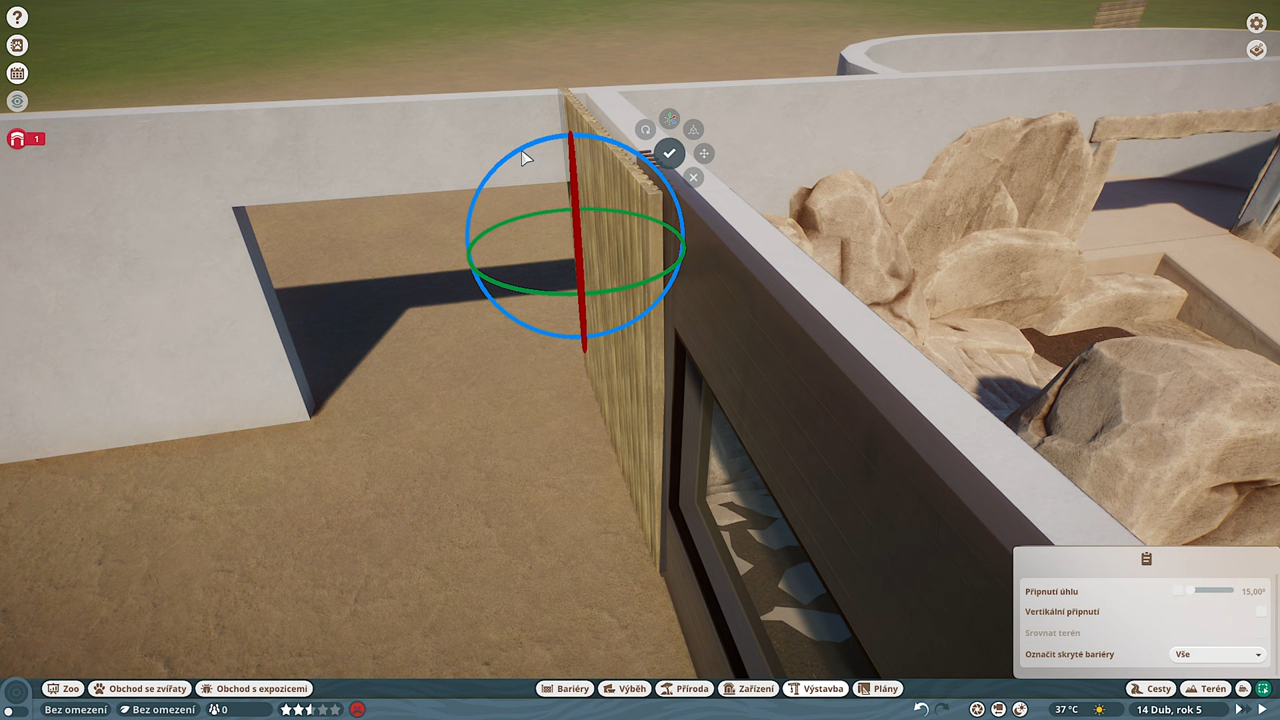 ?
1
Připnutí úhlu 15,00°
Vertikální připnutí
Srovnat terén
Označit skryté bariéry Vše
Zoo Obchod se zvířaty Obchod s expozicemi Bariéry Výběh Příroda Zařízení Výstavba Plány Cesty Terén
Bez omezení Bez omezení 0 37 °C 14 Dub, rok 5